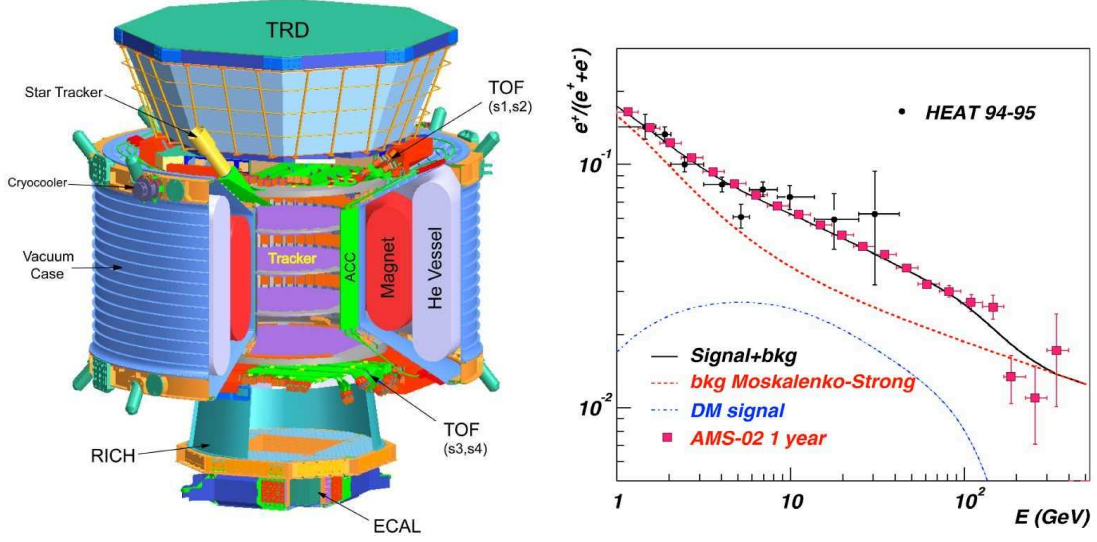 TRD
TOF
(s1,s2)
Star Tracker
Cryocooler
Vacuum
Case
Tracker
ACC
Magnet
He Vessel
TOF
(s3,s4)
RICH
ECAL
e⁺/(e⁺+e⁻)
HEAT 94-95
10⁻¹
10⁻²
Signal+bkg
bkg Moskalenko-Strong
DM signal
AMS-02 1 year
1 10 10² 
E (GeV)